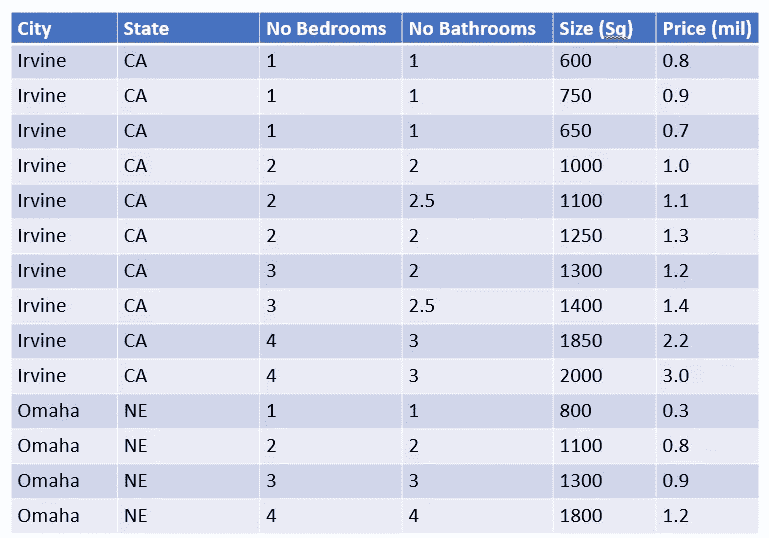 City State No Bedrooms No Bathrooms Size (Sq) Price (mil)
Irvine CA 1 1 600 0.8
Irvine CA 1 1 750 0.9
Irvine CA 1 1 650 0.7
Irvine CA 2 2 1000 1.0
Irvine CA 2 2.5 1100 1.1
Irvine CA 2 2 1250 1.3
Irvine CA 3 2 1300 1.2
Irvine CA 3 2.5 1400 1.4
Irvine CA 4 3 1850 2.2
Irvine CA 4 3 2000 3.0
Omaha NE 1 1 800 0.3
Omaha NE 2 2 1100 0.8
Omaha NE 3 3 1300 0.9
Omaha NE 4 4 1800 1.2